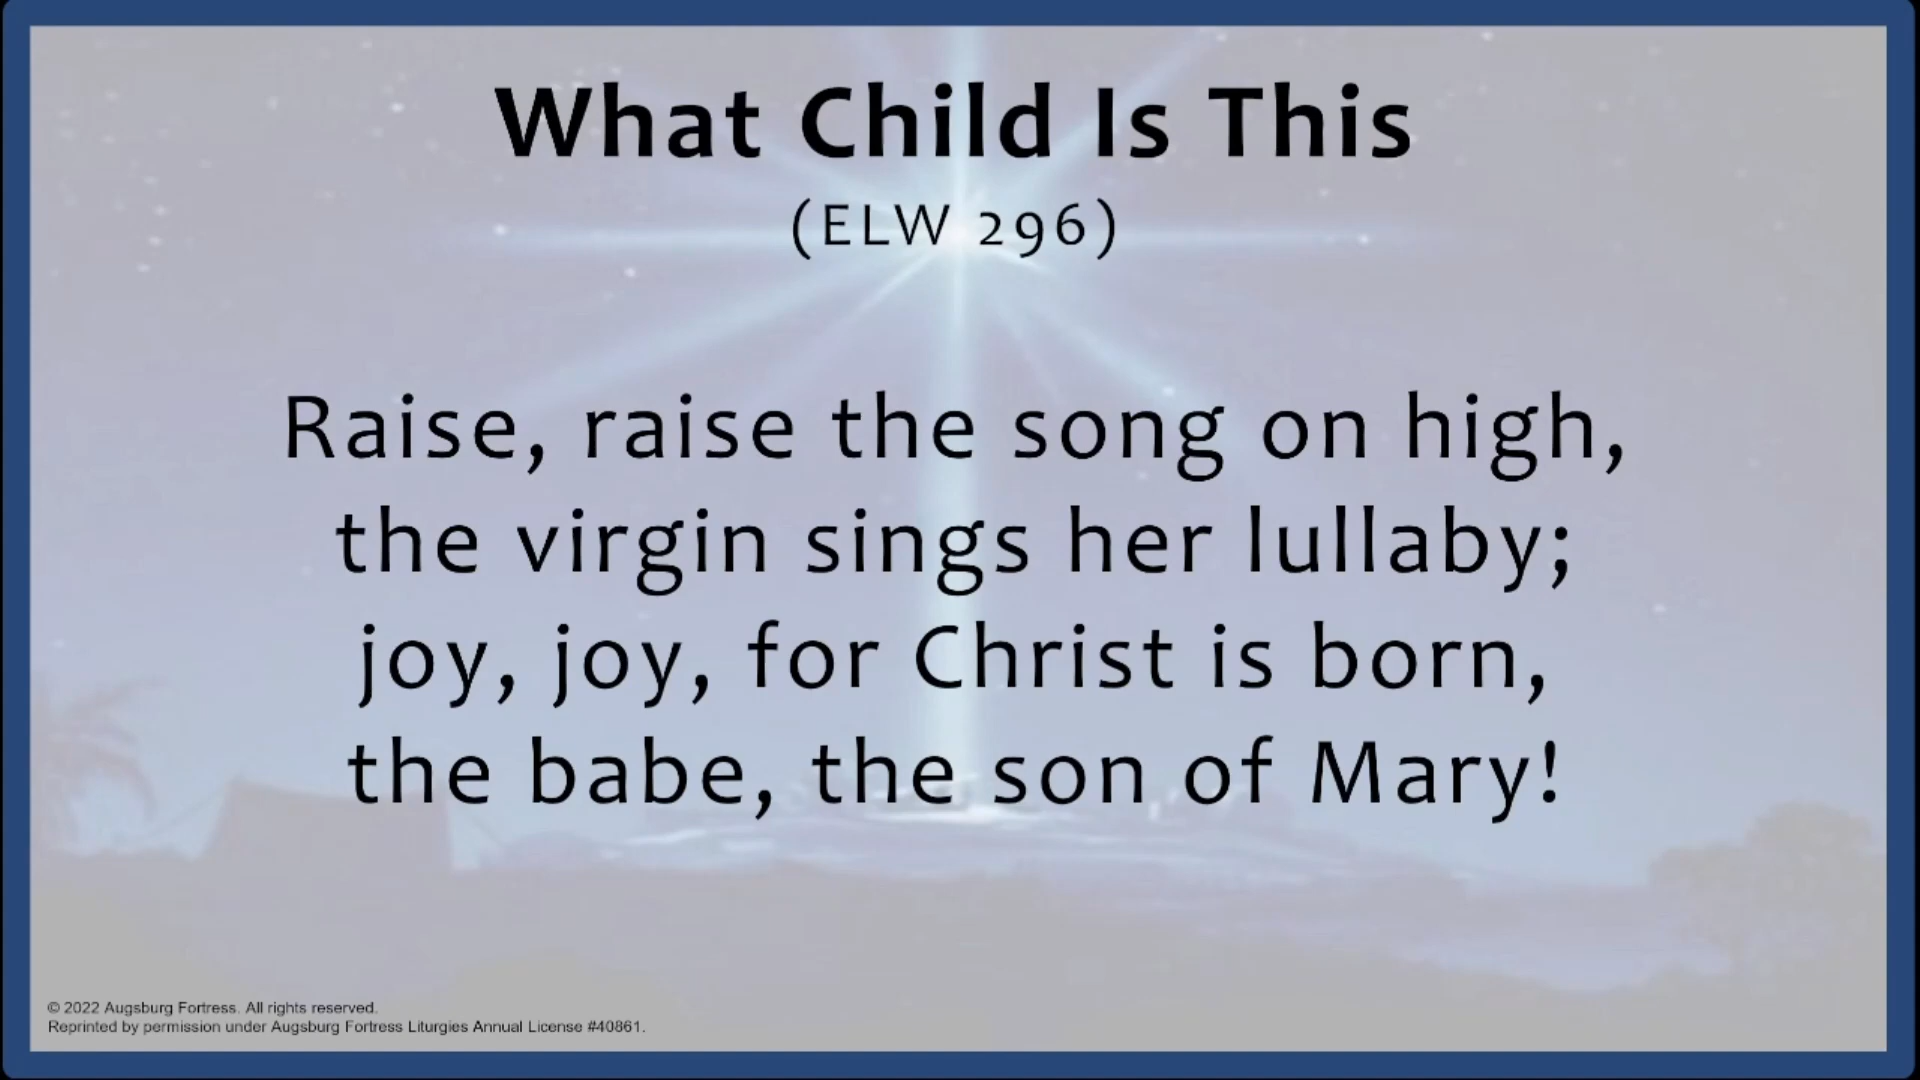 What Child Is This
(ELW 296)
Raise, raise the song on high,
the virgin sings her lullaby;
joy, joy, for Christ is born,
the babe, the son of Mary!
© 2022 Augsburg Fortress. All rights reserved.
Reprinted by permission under Augsburg Fortress Liturgies Annual License #40861.